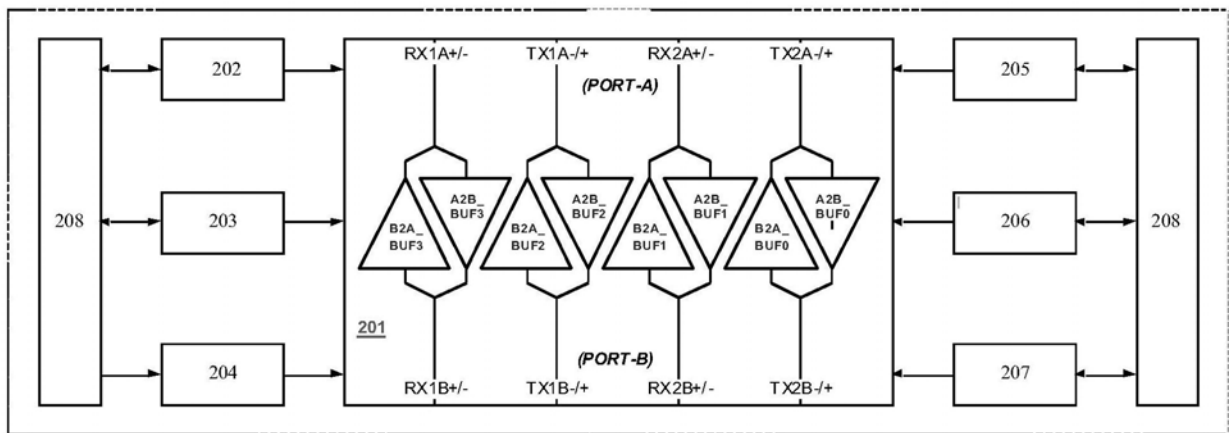 RX1A+/- TX1A-/+ RX2A+/- TX2A-/+
202
205
(PORT-A)
208
203
A2B_ A2B_ A2B_ A2B_
BUF3 BUF2 BUF1 BUF0
B2A_ B2A_ B2A_ B2A_
BUF3 BUF2 BUF1 BUF0
206
208
201
204
(PORT-B)
207
RX1B+/- TX1B-/+ RX2B+/- TX2B-/+